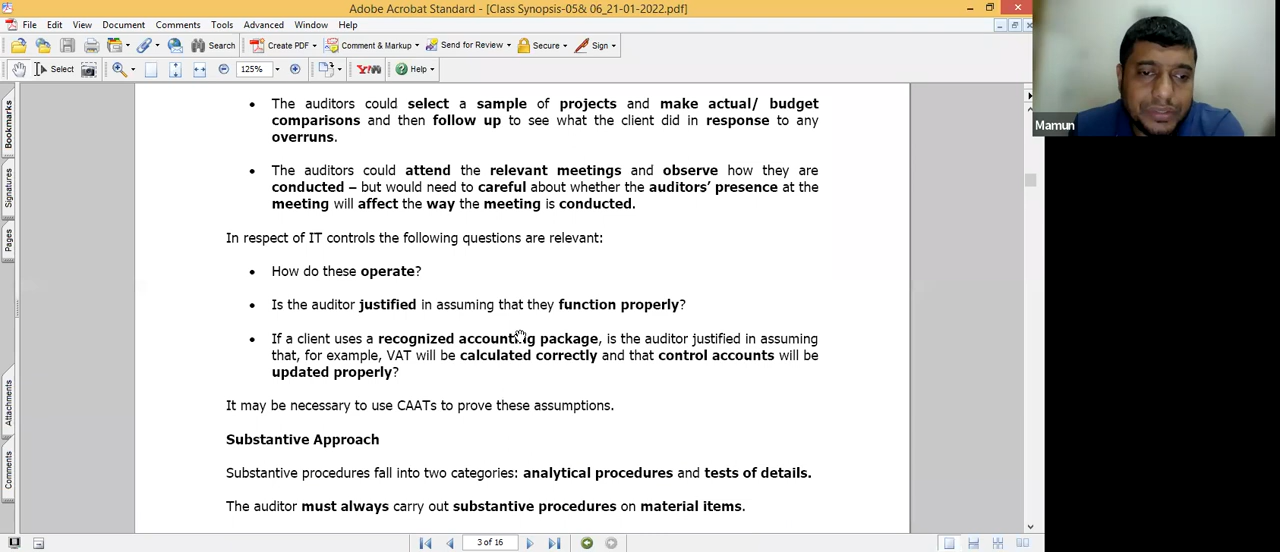 Adobe Acrobat Standard - [Class Synopsis-05& 06_21-01-2022.pdf]
File Edit View Document Comments Tools Advanced Window Help
Search Create PDF Comment & Markup Send for Review Secure Sign
Select 125% Help
Bookmarks
Signatures
Pages
Attachments
Comments
• The auditors could select a sample of projects and make actual/ budget
comparisons and then follow up to see what the client did in response to any
overruns.
• The auditors could attend the relevant meetings and observe how they are
conducted – but would need to careful about whether the auditors' presence at the
meeting will affect the way the meeting is conducted.
In respect of IT controls the following questions are relevant:
• How do these operate?
• Is the auditor justified in assuming that they function properly?
• If a client uses a recognized accounting package, is the auditor justified in assuming
that, for example, VAT will be calculated correctly and that control accounts will be
updated properly?
It may be necessary to use CAATs to prove these assumptions.
Substantive Approach
Substantive procedures fall into two categories: analytical procedures and tests of details.
The auditor must always carry out substantive procedures on material items.
3 of 16
Mamun